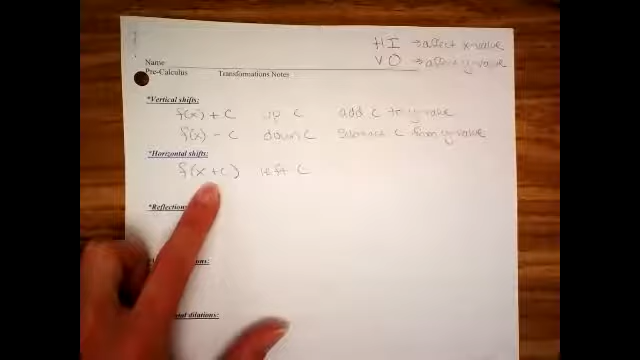 HI → affect x-value
VO → affect y-value
Name
Pre-Calculus Transformations Notes
*Vertical shifts:
f(x) + C up C add c to y-value
f(x) - C down C subtract c from y-value
*Horizontal shifts:
f(x+c) left C
*Reflections
dilations: